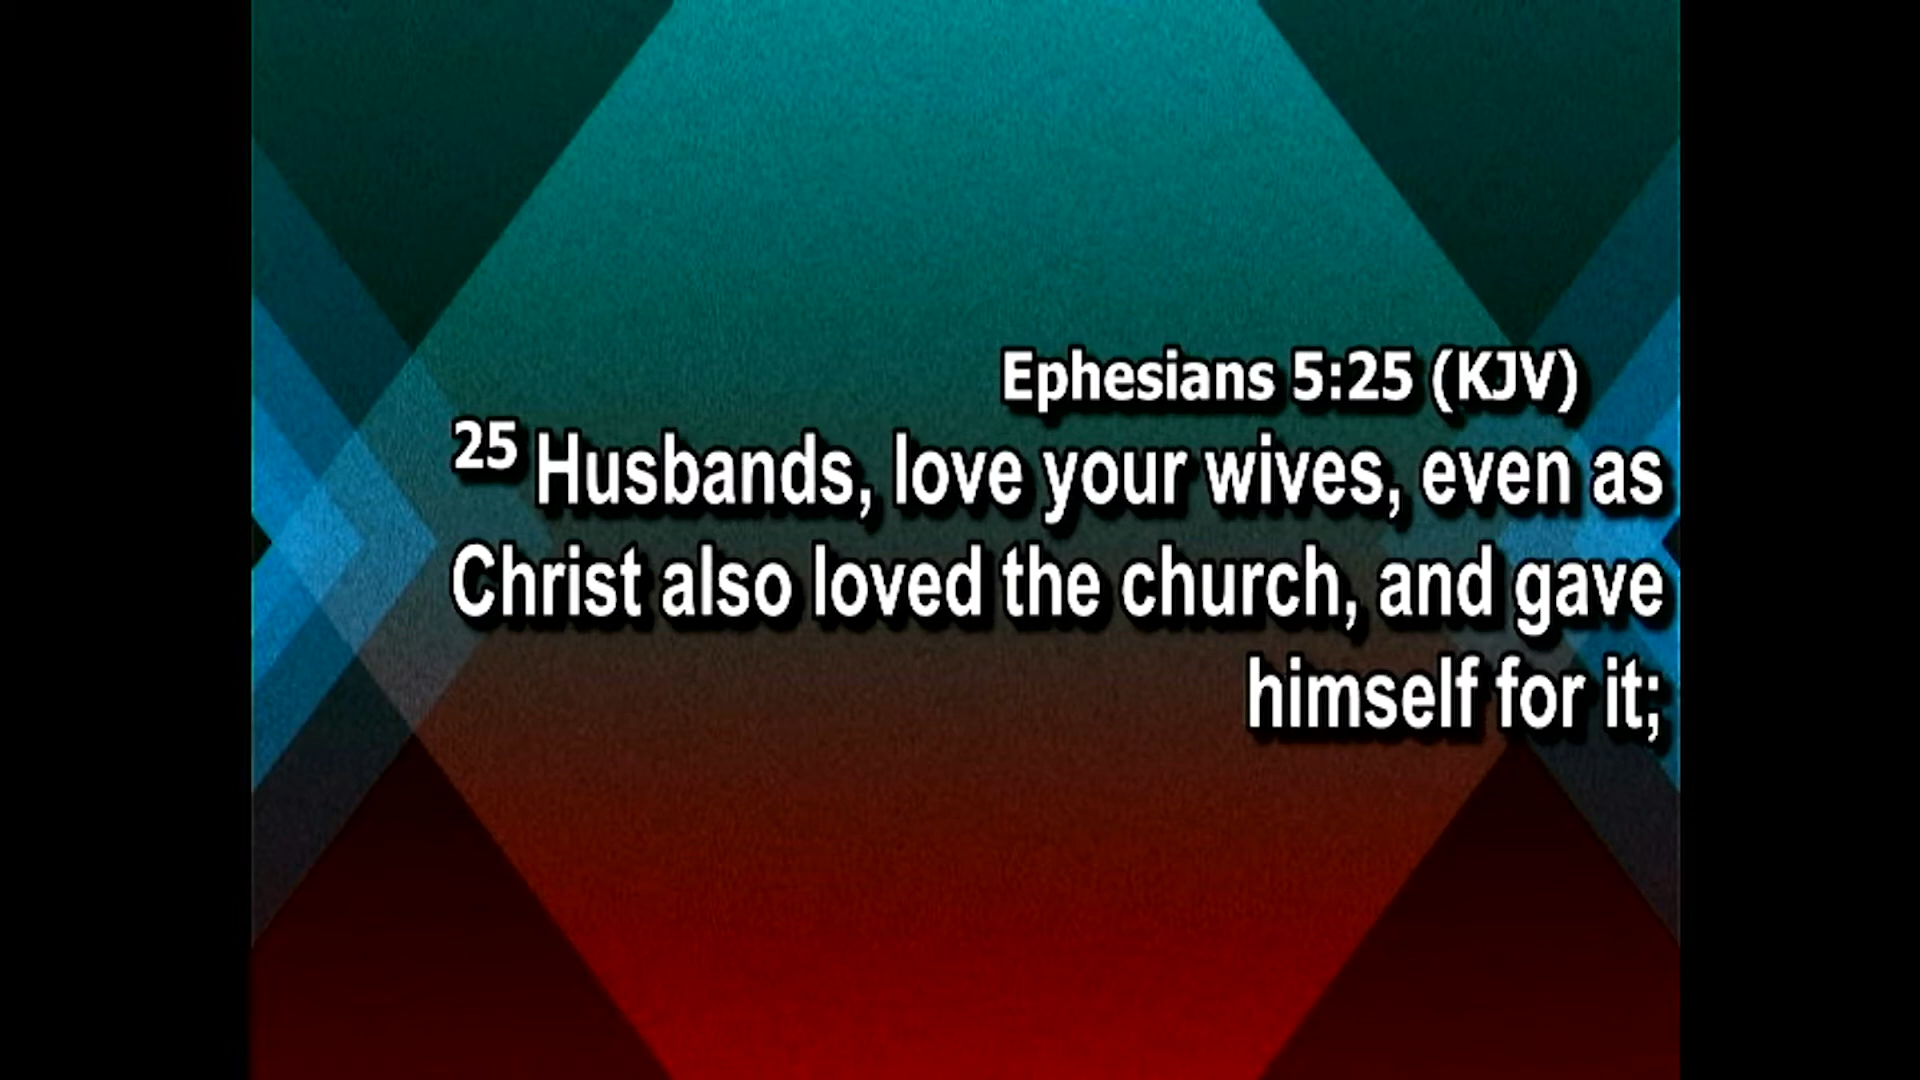 Ephesians 5:25 (KJV)
25 Husbands, love your wives, even as
Christ also loved the church, and gave
himself for it;